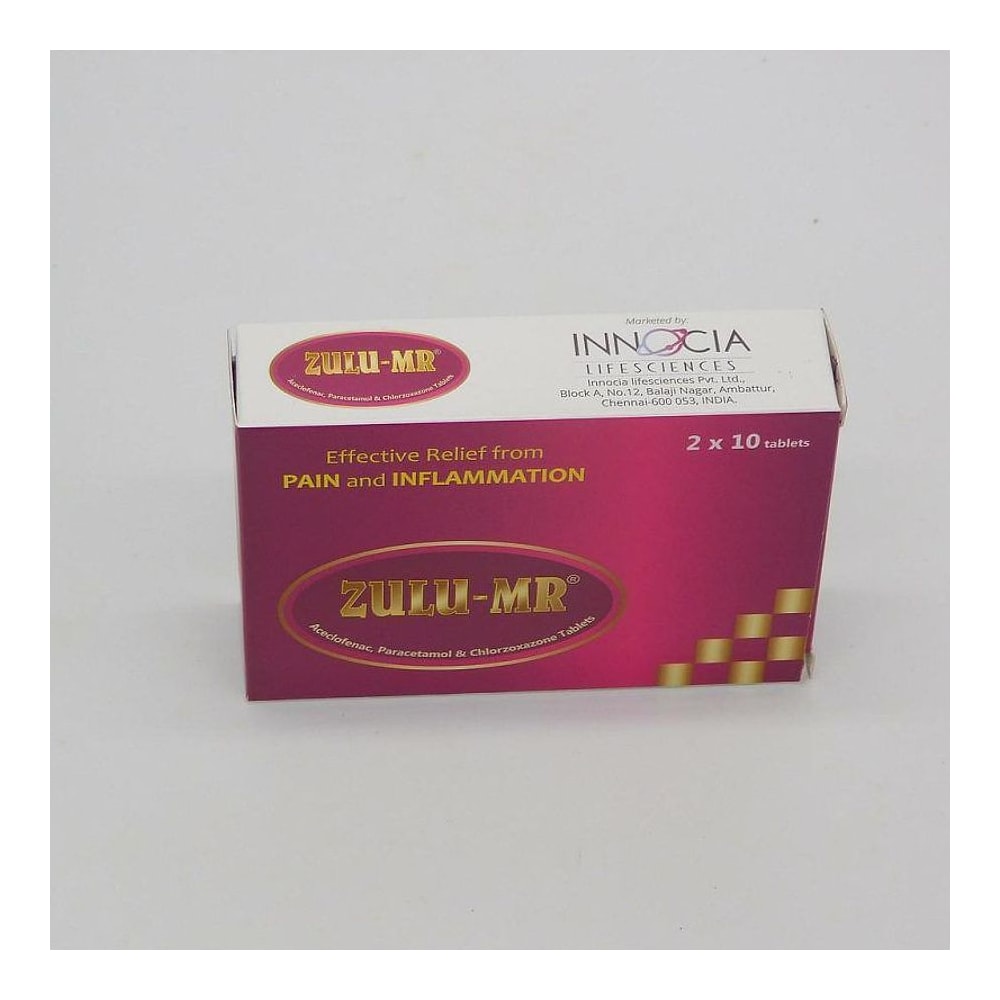 ZULU-MR®
Aceclofenac, Paracetamol & Chlorzoxazone Tablets
Marketed by:
INNOCIA
LIFESCIENCES
Innocia lifesciences Pvt. Ltd.,
Block A, No.12, Balaji Nagar, Ambattur,
Chennai-600 053, INDIA.
2 x 10 tablets
Effective Relief from
PAIN and INFLAMMATION
ZULU-MR®
Aceclofenac, Paracetamol & Chlorzoxazone Tablets